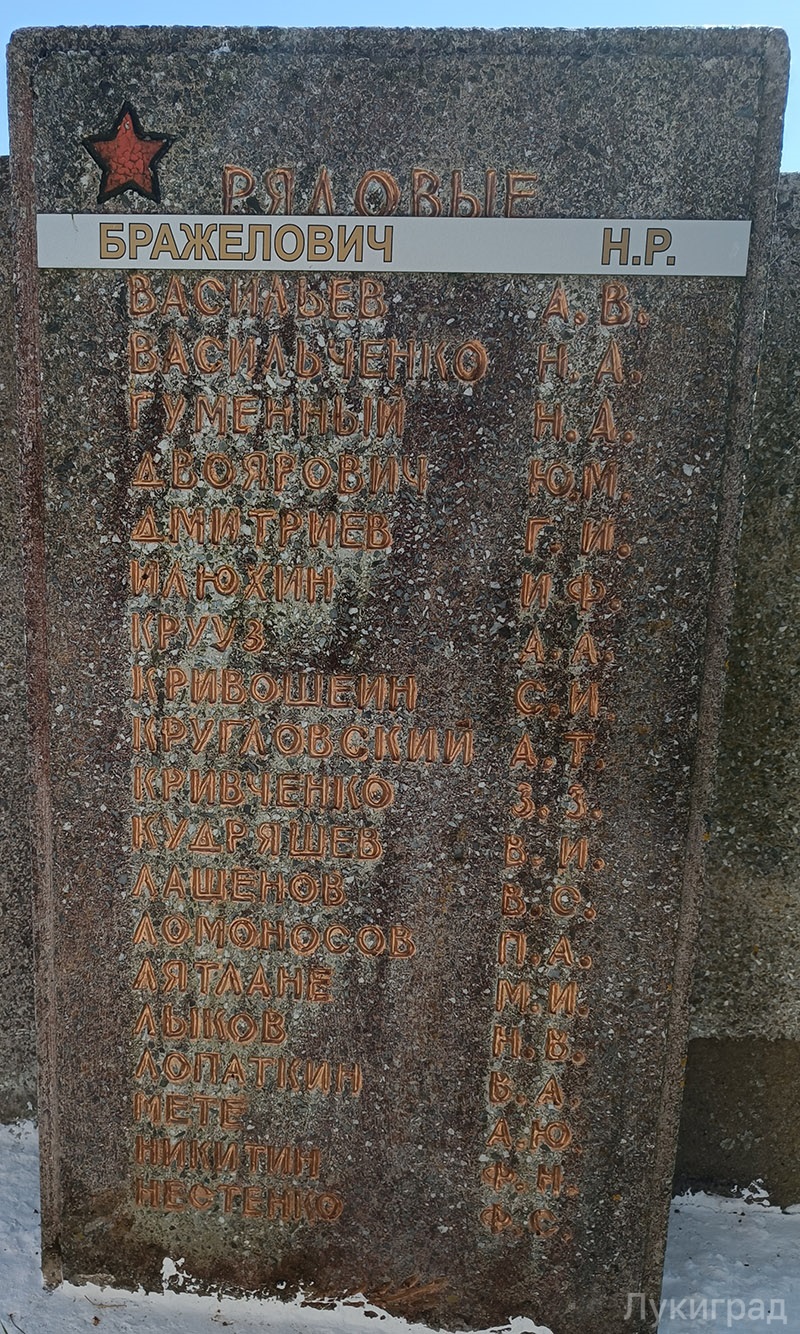 РЯДОВЫЕ
БРАЖЕЛОВИЧ Н.Р.
ВАСИЛЬЕВ А.В.
ВАСИЛЬЧЕНКО Н.А.
ГУМЕННЫЙ Н.А.
ДВОЯРОВИЧ Ю.М.
ДМИТРИЕВ Г.И.
ИЛЮХИН И.Ф.
КРУУЗ А.А.
КРИВОШЕИН С.И.
КРУГЛОВСКИЙ А.Т.
КРИВЧЕНКО З.З.
КУДРЯШЕВ В.И.
ЛАШЕНОВ В.С.
ЛОМОНОСОВ П.А.
ЛЯТЛАНЕ М.И.
ЛЫКОВ Н.В.
ЛОПАТКИН В.А.
МЕТЕ А.Ю.
НИКИТИН Ф.Н.
НЕСТЕНКО Ф.С.
Лукиград